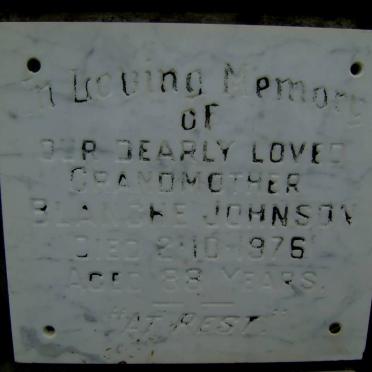 In Loving Memory
OF
OUR DEARLY LOVED
GRANDMOTHER
BLANCHE JOHNSON
DIED 2·10·1976
AGED 88 YEARS.
"AT REST"